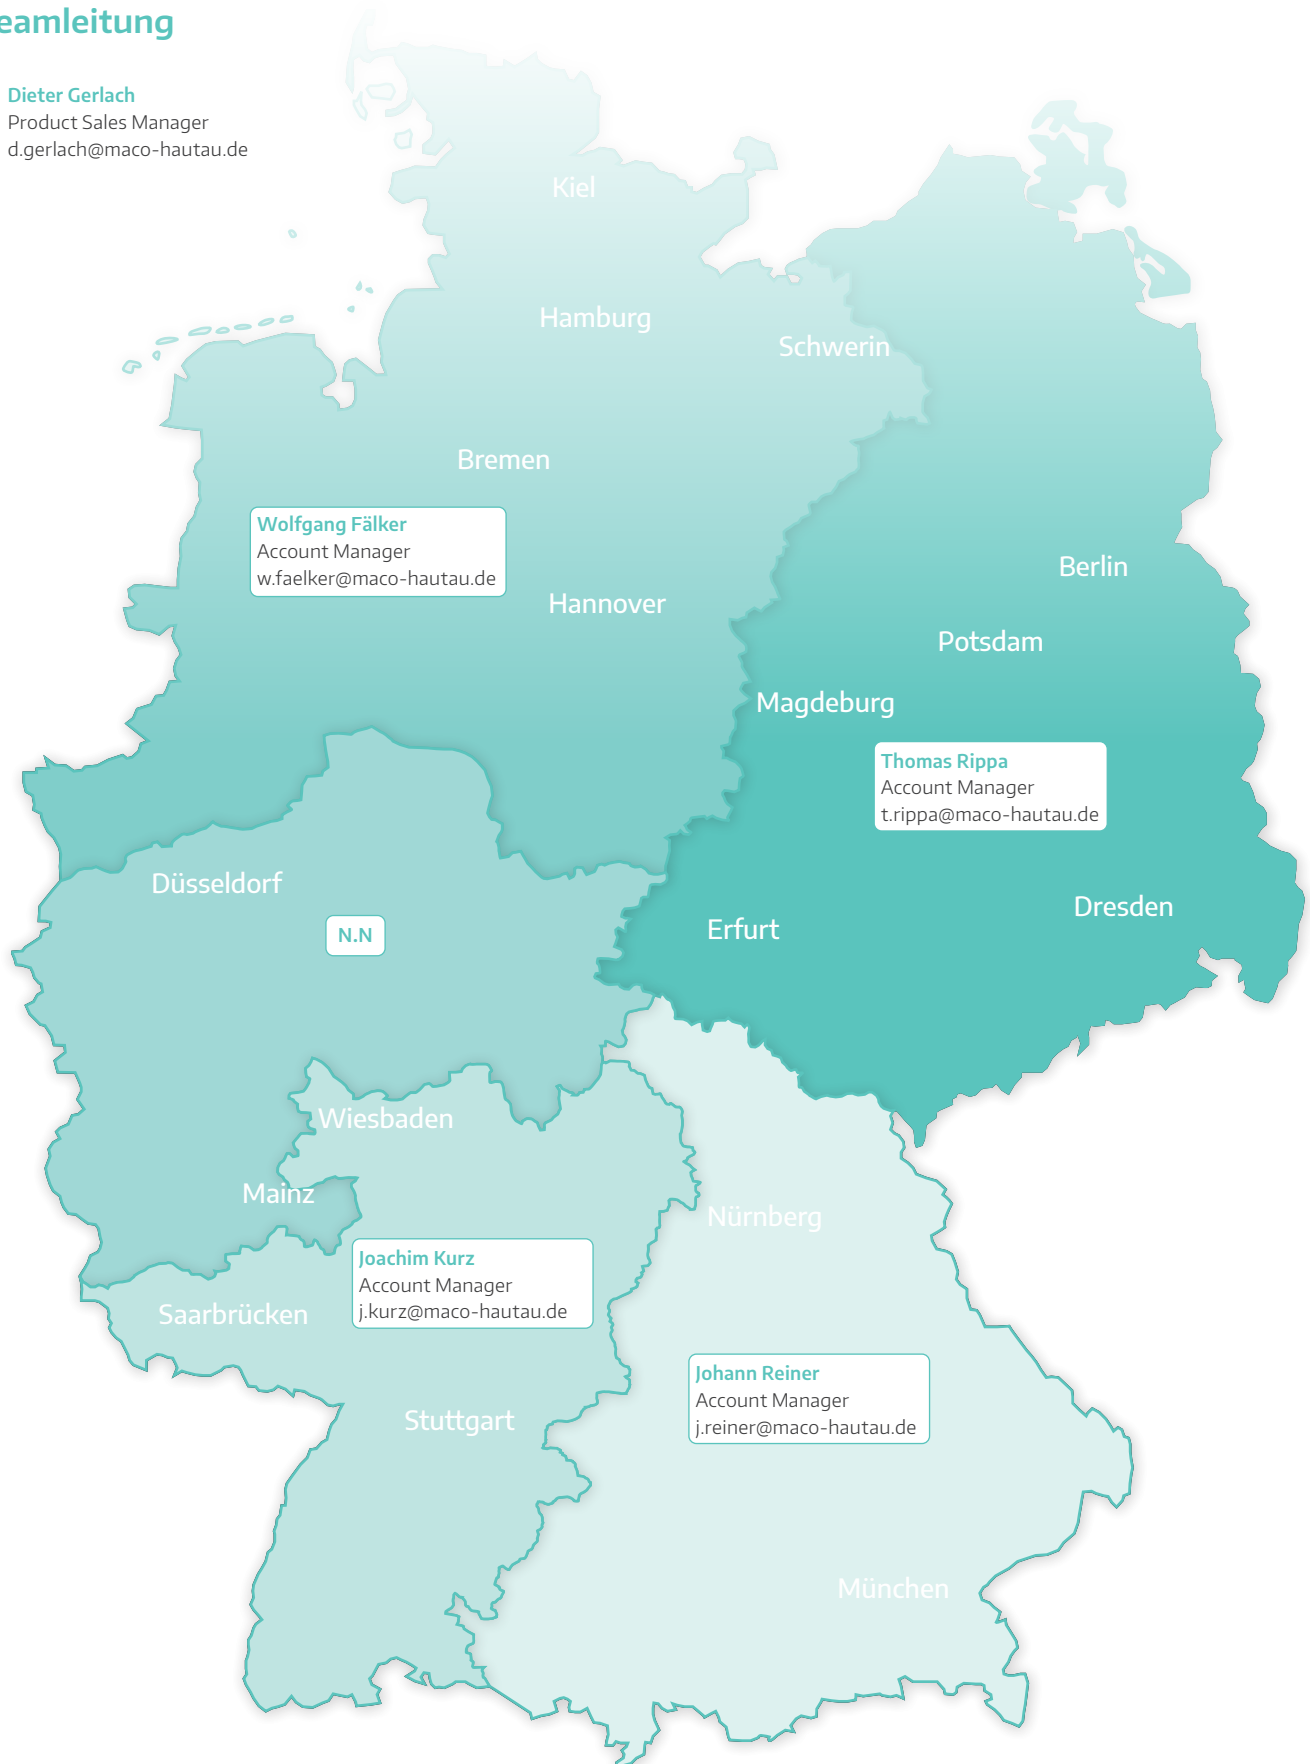 eamleitung
Dieter Gerlach
Product Sales Manager
d.gerlach@maco-hautau.de
Kiel
Hamburg
Schwerin
Bremen
Wolfgang Fälker
Account Manager
w.faelker@maco-hautau.de
Hannover
Berlin
Potsdam
Magdeburg
Thomas Rippa
Account Manager
t.rippa@maco-hautau.de
Düsseldorf
N.N
Erfurt
Dresden
Wiesbaden
Mainz
Nürnberg
Joachim Kurz
Account Manager
j.kurz@maco-hautau.de
Saarbrücken
Johann Reiner
Account Manager
j.reiner@maco-hautau.de
Stuttgart
München